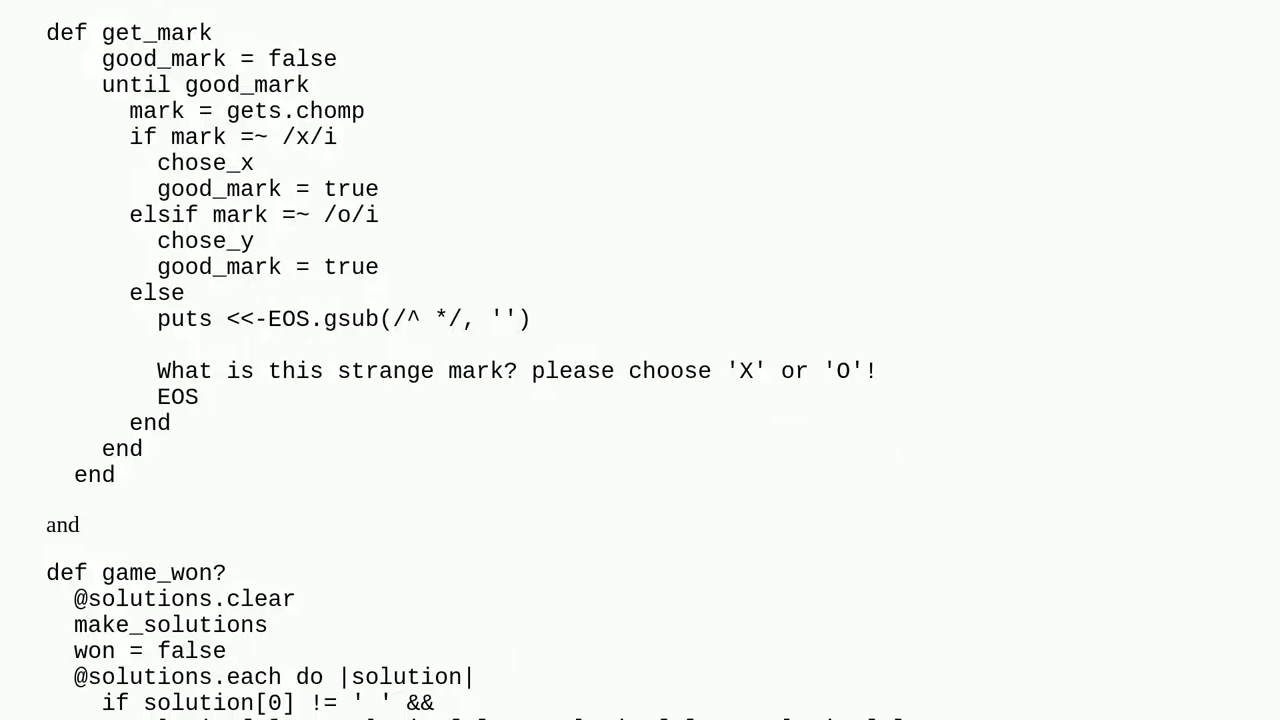 def get_mark
    good_mark = false
    until good_mark
      mark = gets.chomp
      if mark =~ /x/i
        chose_x
        good_mark = true
      elsif mark =~ /o/i
        chose_y
        good_mark = true
      else
        puts <<-EOS.gsub(/^ */, '')

        What is this strange mark? please choose 'X' or 'O'!
        EOS
      end
    end
  end
and
def game_won?
  @solutions.clear
  make_solutions
  won = false
  @solutions.each do |solution|
    if solution[0] != ' ' &&